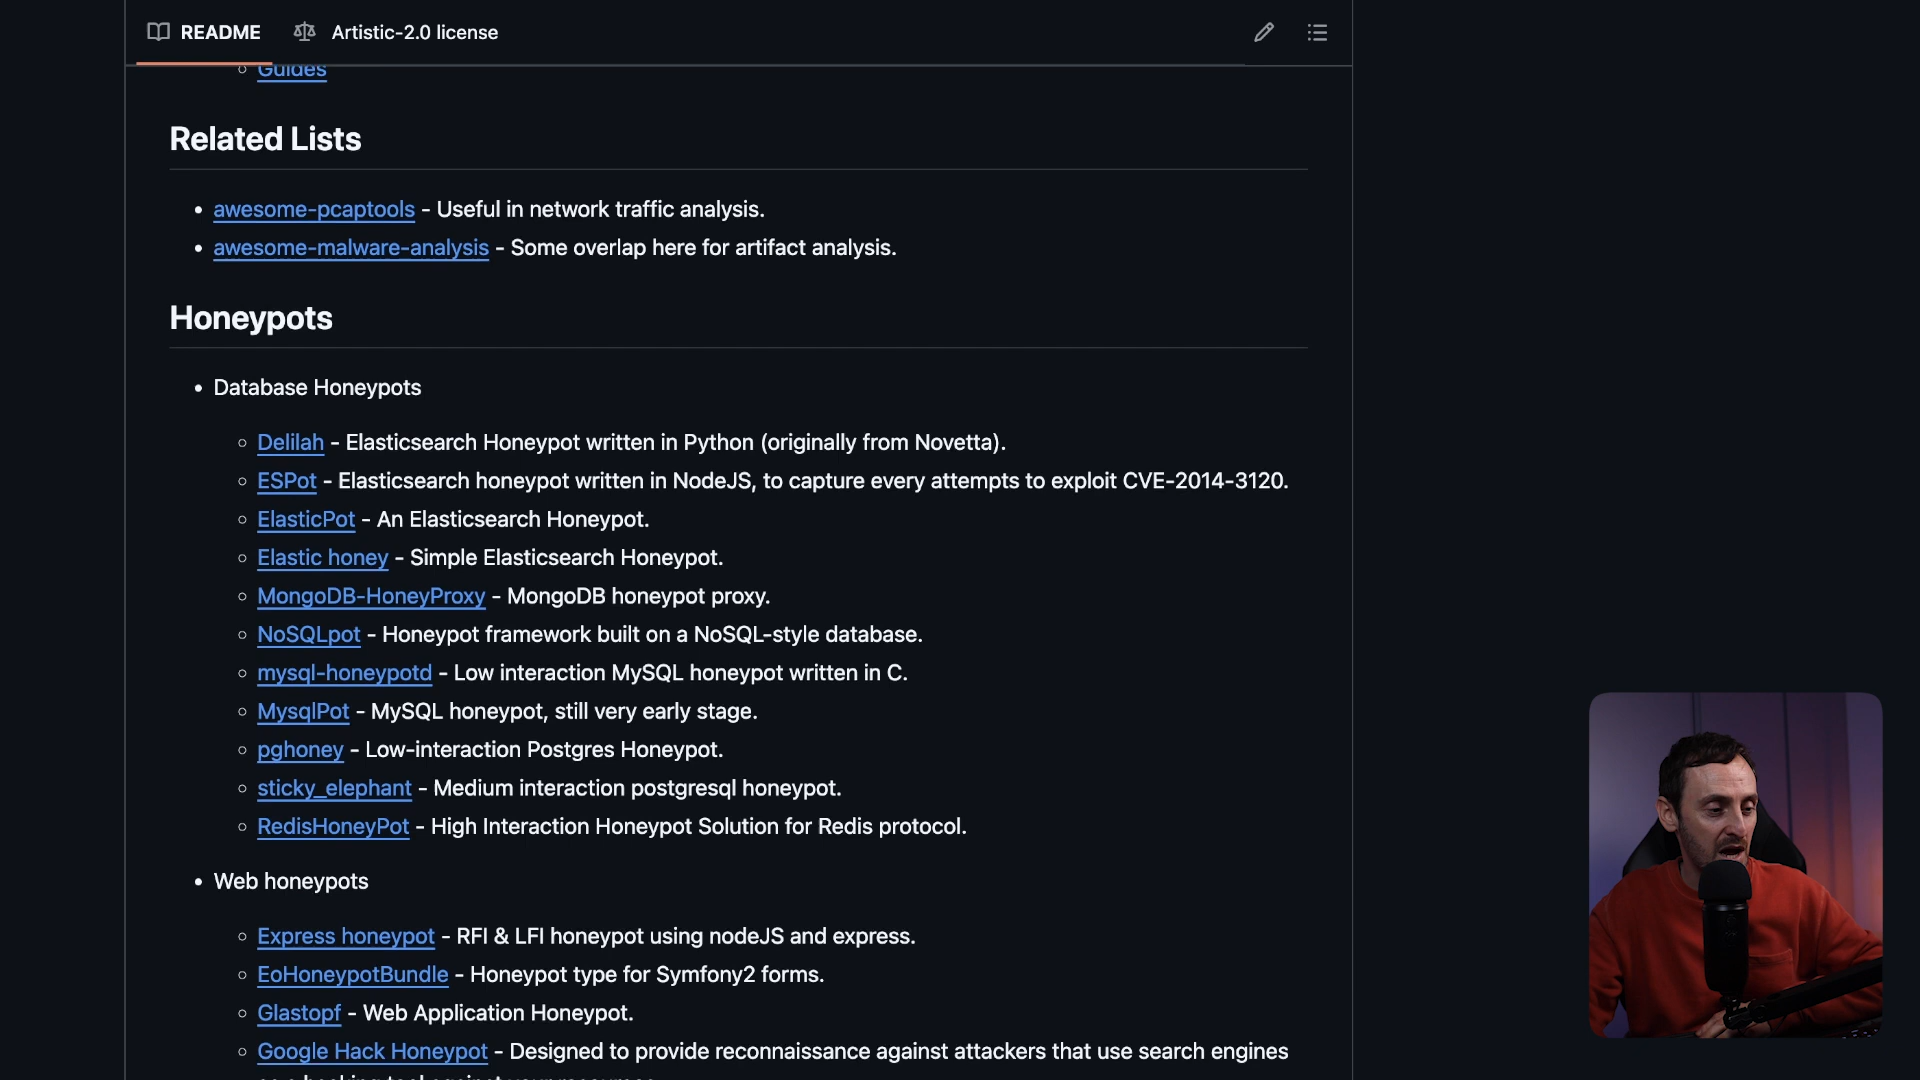 README Artistic-2.0 license
Guides
Related Lists
awesome-pcaptools - Useful in network traffic analysis.
awesome-malware-analysis - Some overlap here for artifact analysis.
Honeypots
Database Honeypots
Delilah - Elasticsearch Honeypot written in Python (originally from Novetta).
ESPot - Elasticsearch honeypot written in NodeJS, to capture every attempts to exploit CVE-2014-3120.
ElasticPot - An Elasticsearch Honeypot.
Elastic honey - Simple Elasticsearch Honeypot.
MongoDB-HoneyProxy - MongoDB honeypot proxy.
NoSQLpot - Honeypot framework built on a NoSQL-style database.
mysql-honeypotd - Low interaction MySQL honeypot written in C.
MysqlPot - MySQL honeypot, still very early stage.
pghoney - Low-interaction Postgres Honeypot.
sticky_elephant - Medium interaction postgresql honeypot.
RedisHoneyPot - High Interaction Honeypot Solution for Redis protocol.
Web honeypots
Express honeypot - RFI & LFI honeypot using nodeJS and express.
EoHoneypotBundle - Honeypot type for Symfony2 forms.
Glastopf - Web Application Honeypot.
Google Hack Honeypot - Designed to provide reconnaissance against attackers that use search engines